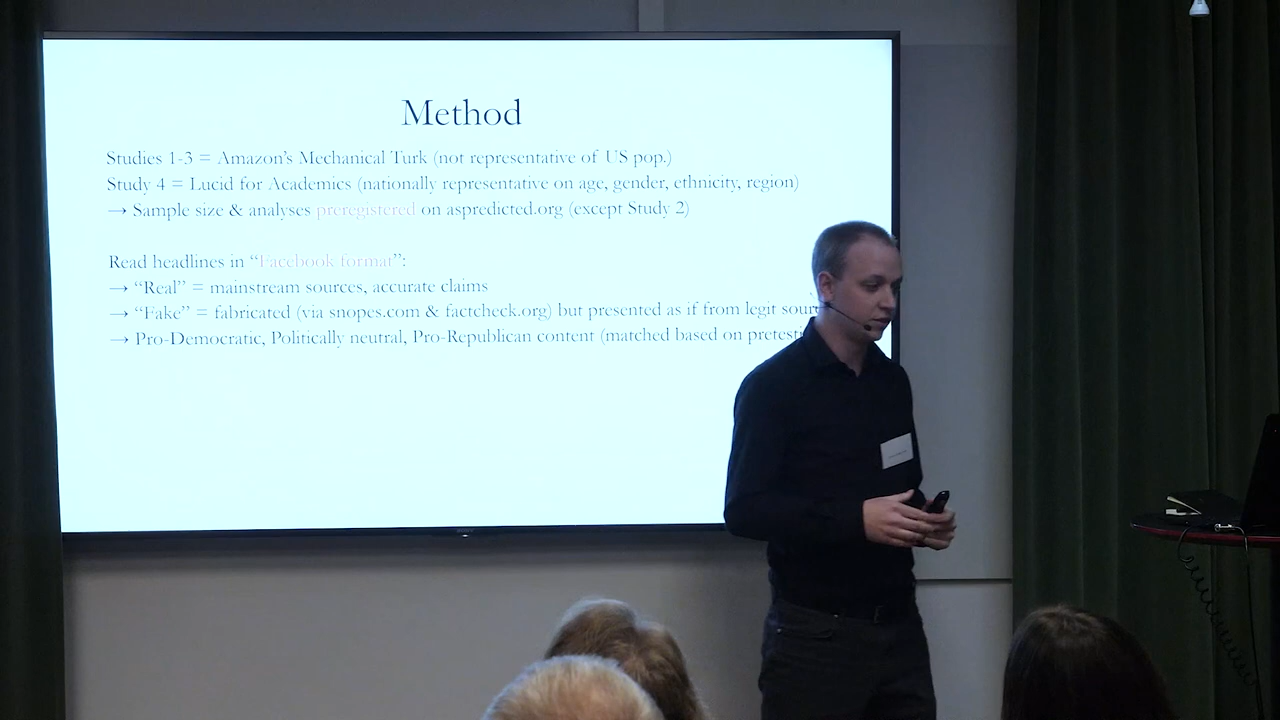 Method
Studies 1-3 = Amazon's Mechanical Turk (not representative of US pop.)
Study 4 = Lucid for Academics (nationally representative on age, gender, ethnicity, region)
→ Sample size & analyses preregistered on aspredicted.org (except Study 2)
Read headlines in “Facebook format”:
→ “Real” = mainstream sources, accurate claims
→ “Fake” = fabricated (via snopes.com & factcheck.org) but presented as if from legit
→ Pro-Democratic, Politically neutral, Pro-Republican content (matched based on